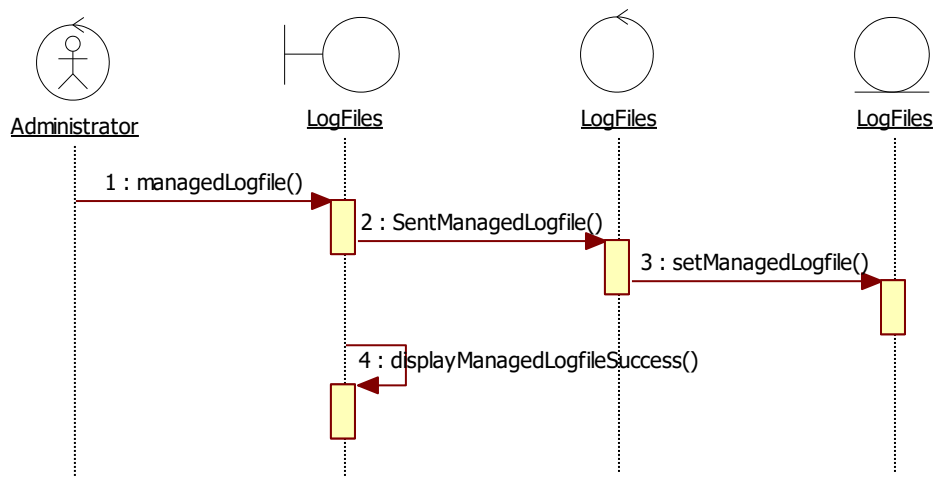 Administrator
LogFiles
LogFiles
LogFiles
1 : managedLogfile()
2 : SentManagedLogfile()
3 : setManagedLogfile()
4 : displayManagedLogfileSuccess()